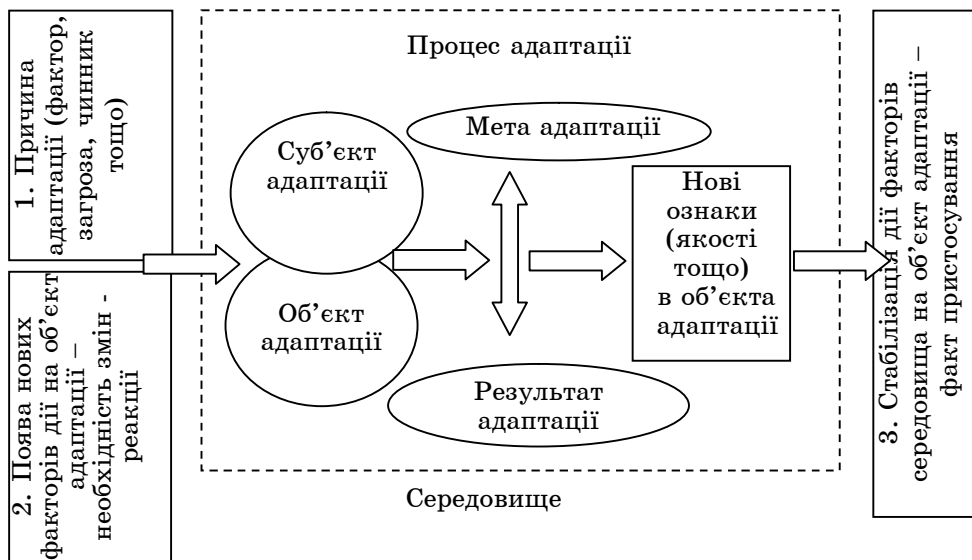 1. Причина
адаптації (фактор,
загроза, чинник
тощо)
2. Поява нових
факторів дії на об’єкт
адаптації –
необхідність змін -
реакції
Процес адаптації
Суб’єкт
адаптації
Об’єкт
адаптації
Мета адаптації
Результат
адаптації
Нові
ознаки
(якості
тощо)
в об’єкта
адаптації
Середовище
3. Стабілізація дії факторів
середовища на об’єкт адаптації –
факт пристосування